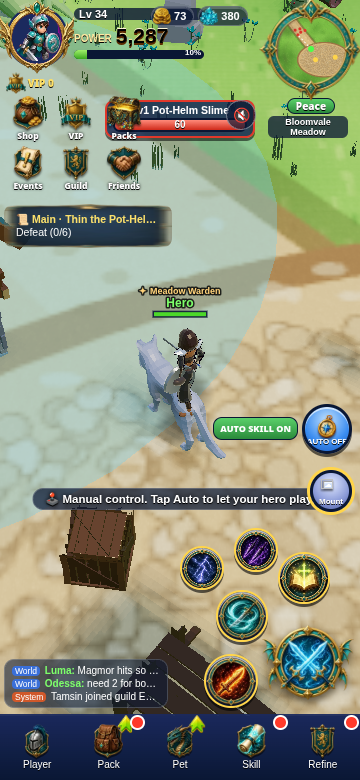 Lv 34
73
380
POWER 5,287
10%
VIP 0
Shop
VIP
Packs
v1 Pot-Helm Slime
60
Peace
Bloomvale
Meadow
Events
Guild
Friends
Main · Thin the Pot-Hel...
Defeat (0/6)
Meadow Warden
Hero
AUTO SKILL ON
AUTO OFF
Manual control. Tap Auto to let your hero play
Mount
World Luma: Magmor hits so ...
World Odessa: need 2 for bo...
System Tamsin joined guild E...
Player
Pack
Pet
Skill
Refine